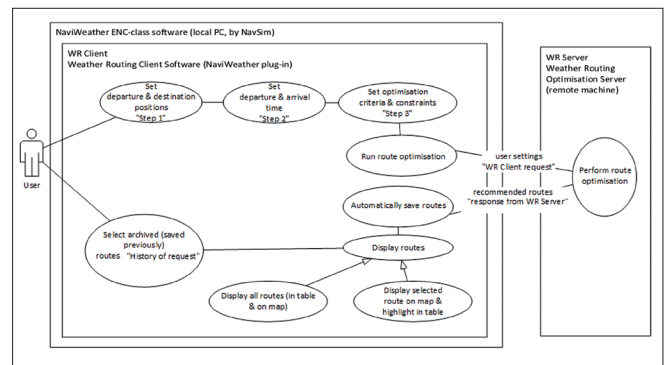 NaviWeather ENC-class software (local PC, by NavSim)
WR Client
Weather Routing Client Software (NaviWeather plug-in)
WR Server
Weather Routing
Optimisation Server
(remote machine)
Set
departure & destination
positions
"Step 1"
Set
departure & arrival
time
"Step 2"
Set optimisation
criteria & constraints
"Step 3"
Run route optimisation
user settings
"WR Client request"
Perform route
optimisation
recommended routes
"response from WR Server"
User
Automatically save routes
Select archived (saved
previously)
routes "History of request"
Display routes
Display all routes (in table
& on map)
Display selected
route on map &
highlight in table